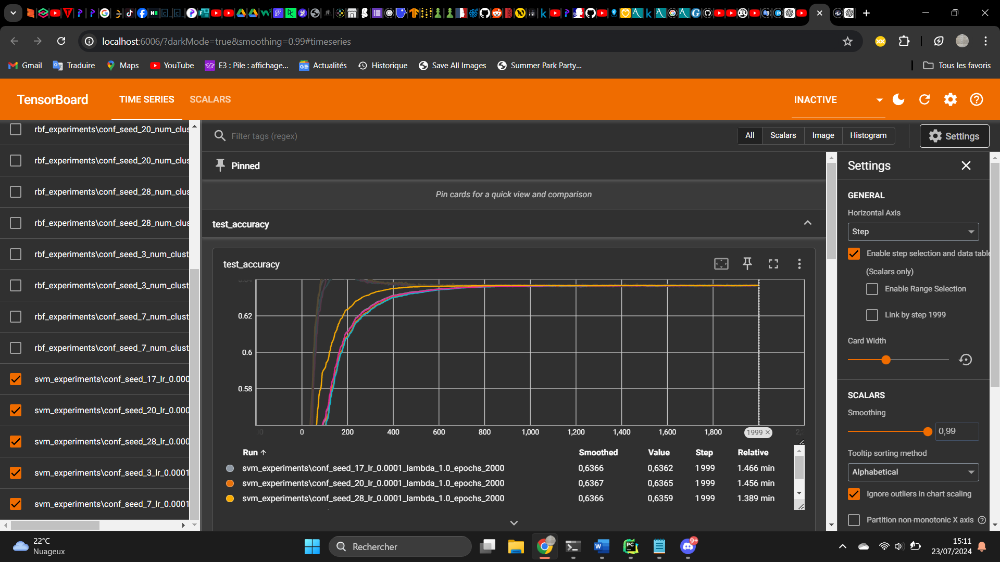 localhost:6006/?darkMode=true&smoothing=0.99#timeseries
Gmail
Traduire
Maps
YouTube
E3 : Pile : affichage...
Actualités
Historique
Save All Images
Summer Park Party...
Tous les favoris
TensorBoard
TIME SERIES
SCALARS
INACTIVE
rbf_experiments\conf_seed_20_num_clus
rbf_experiments\conf_seed_20_num_clus
rbf_experiments\conf_seed_28_num_clus
rbf_experiments\conf_seed_28_num_clus
rbf_experiments\conf_seed_3_num_clust
rbf_experiments\conf_seed_3_num_clust
rbf_experiments\conf_seed_7_num_clust
rbf_experiments\conf_seed_7_num_clust
svm_experiments\conf_seed_17_lr_0.000
svm_experiments\conf_seed_20_lr_0.000
svm_experiments\conf_seed_28_lr_0.000
svm_experiments\conf_seed_3_lr_0.0001
svm_experiments\conf_seed_7_lr_0.0001
Filter tags (regex)
All
Scalars
Image
Histogram
Settings
Pinned
Pin cards for a quick view and comparison
test_accuracy
test_accuracy
0.62
0.6
0.58
0 200 400 600 800 1,000 1,200 1,400 1,600 1,800 1999 ×
Run ↑ Smoothed Value Step Relative
svm_experiments\conf_seed_17_lr_0.0001_lambda_1.0_epochs_2000 0,6366 0,6362 1 999 1.466 min
svm_experiments\conf_seed_20_lr_0.0001_lambda_1.0_epochs_2000 0,6367 0,6365 1 999 1.456 min
svm_experiments\conf_seed_28_lr_0.0001_lambda_1.0_epochs_2000 0,6366 0,6359 1 999 1.389 min
Settings
GENERAL
Horizontal Axis
Step
Enable step selection and data table
(Scalars only)
Enable Range Selection
Link by step 1999
Card Width
SCALARS
Smoothing
0,99
Tooltip sorting method
Alphabetical
Ignore outliers in chart scaling
Partition non-monotonic X axis
22°C
Nuageux
Rechercher
9+
15:11
23/07/2024